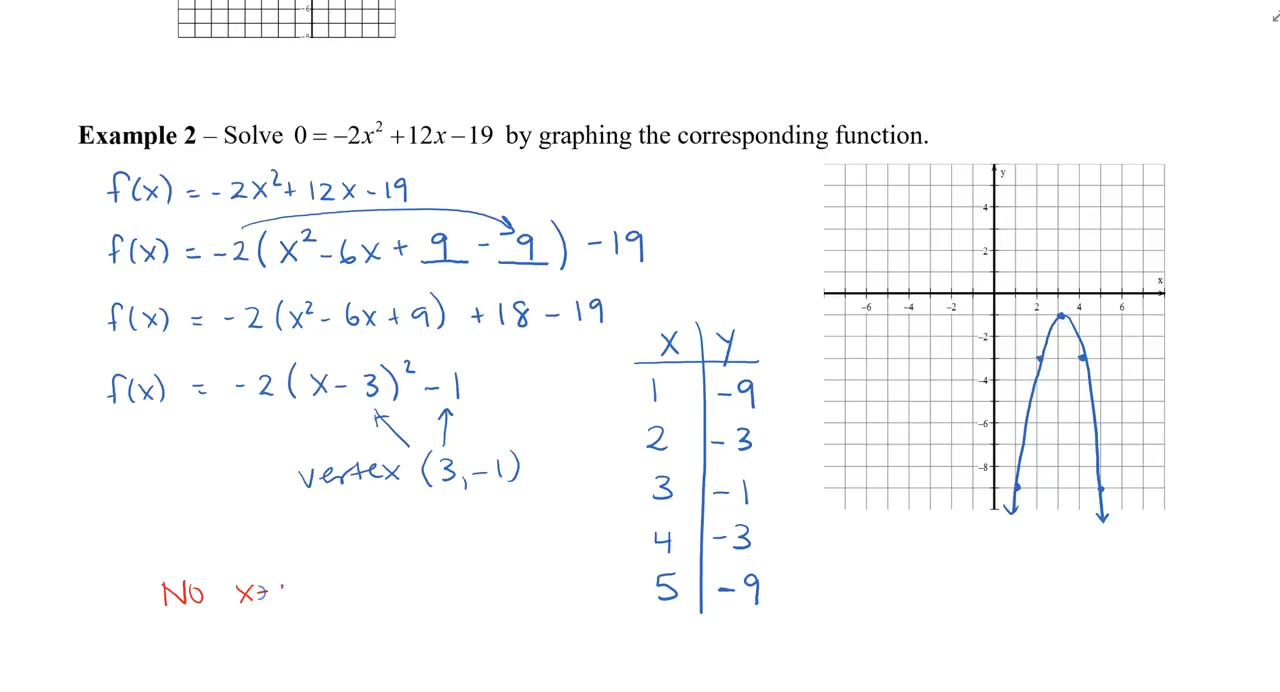 -6
-8
Example 2 – Solve 0 = −2x² + 12x − 19 by graphing the corresponding function.
f(x) = - 2x² + 12x - 19
f(x) = -2( x² - 6x + 9 - 9 ) - 19
f(x) = - 2 ( x² - 6x + 9 ) + 18 - 19
f(x) = - 2 ( x - 3 )² - 1
vertex (3, -1)
x y
1 -9
2 -3
3 -1
4 -3
5 -9
No x-
y
4
2
x
-6 -4 -2 2 4 6
-2
-4
-6
-8